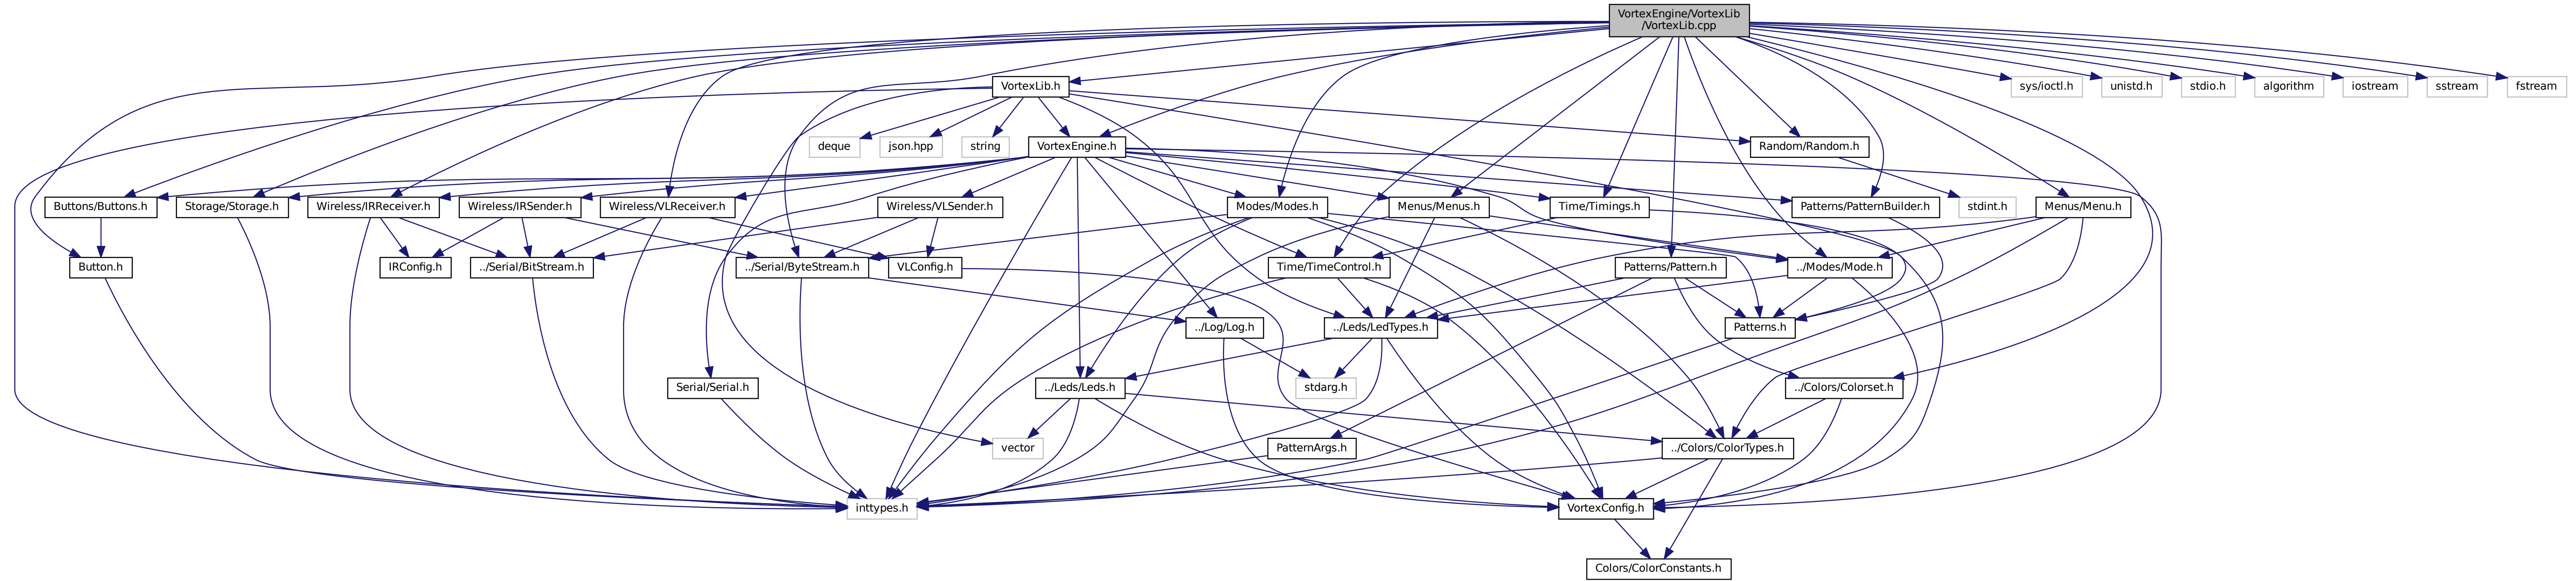 VortexEngine/VortexLib
/VortexLib.cpp
VortexLib.h
sys/ioctl.h
unistd.h
stdio.h
algorithm
iostream
sstream
fstream
deque
json.hpp
string
VortexEngine.h
Random/Random.h
Buttons/Buttons.h
Storage/Storage.h
Wireless/IRReceiver.h
Wireless/IRSender.h
Wireless/VLReceiver.h
Wireless/VLSender.h
Modes/Modes.h
Menus/Menus.h
Time/Timings.h
Patterns/PatternBuilder.h
stdint.h
Menus/Menu.h
Button.h
IRConfig.h
../Serial/BitStream.h
../Serial/ByteStream.h
VLConfig.h
Time/TimeControl.h
Patterns/Pattern.h
../Modes/Mode.h
../Log/Log.h
../Leds/LedTypes.h
Patterns.h
Serial/Serial.h
../Leds/Leds.h
stdarg.h
../Colors/Colorset.h
vector
PatternArgs.h
../Colors/ColorTypes.h
inttypes.h
VortexConfig.h
Colors/ColorConstants.h